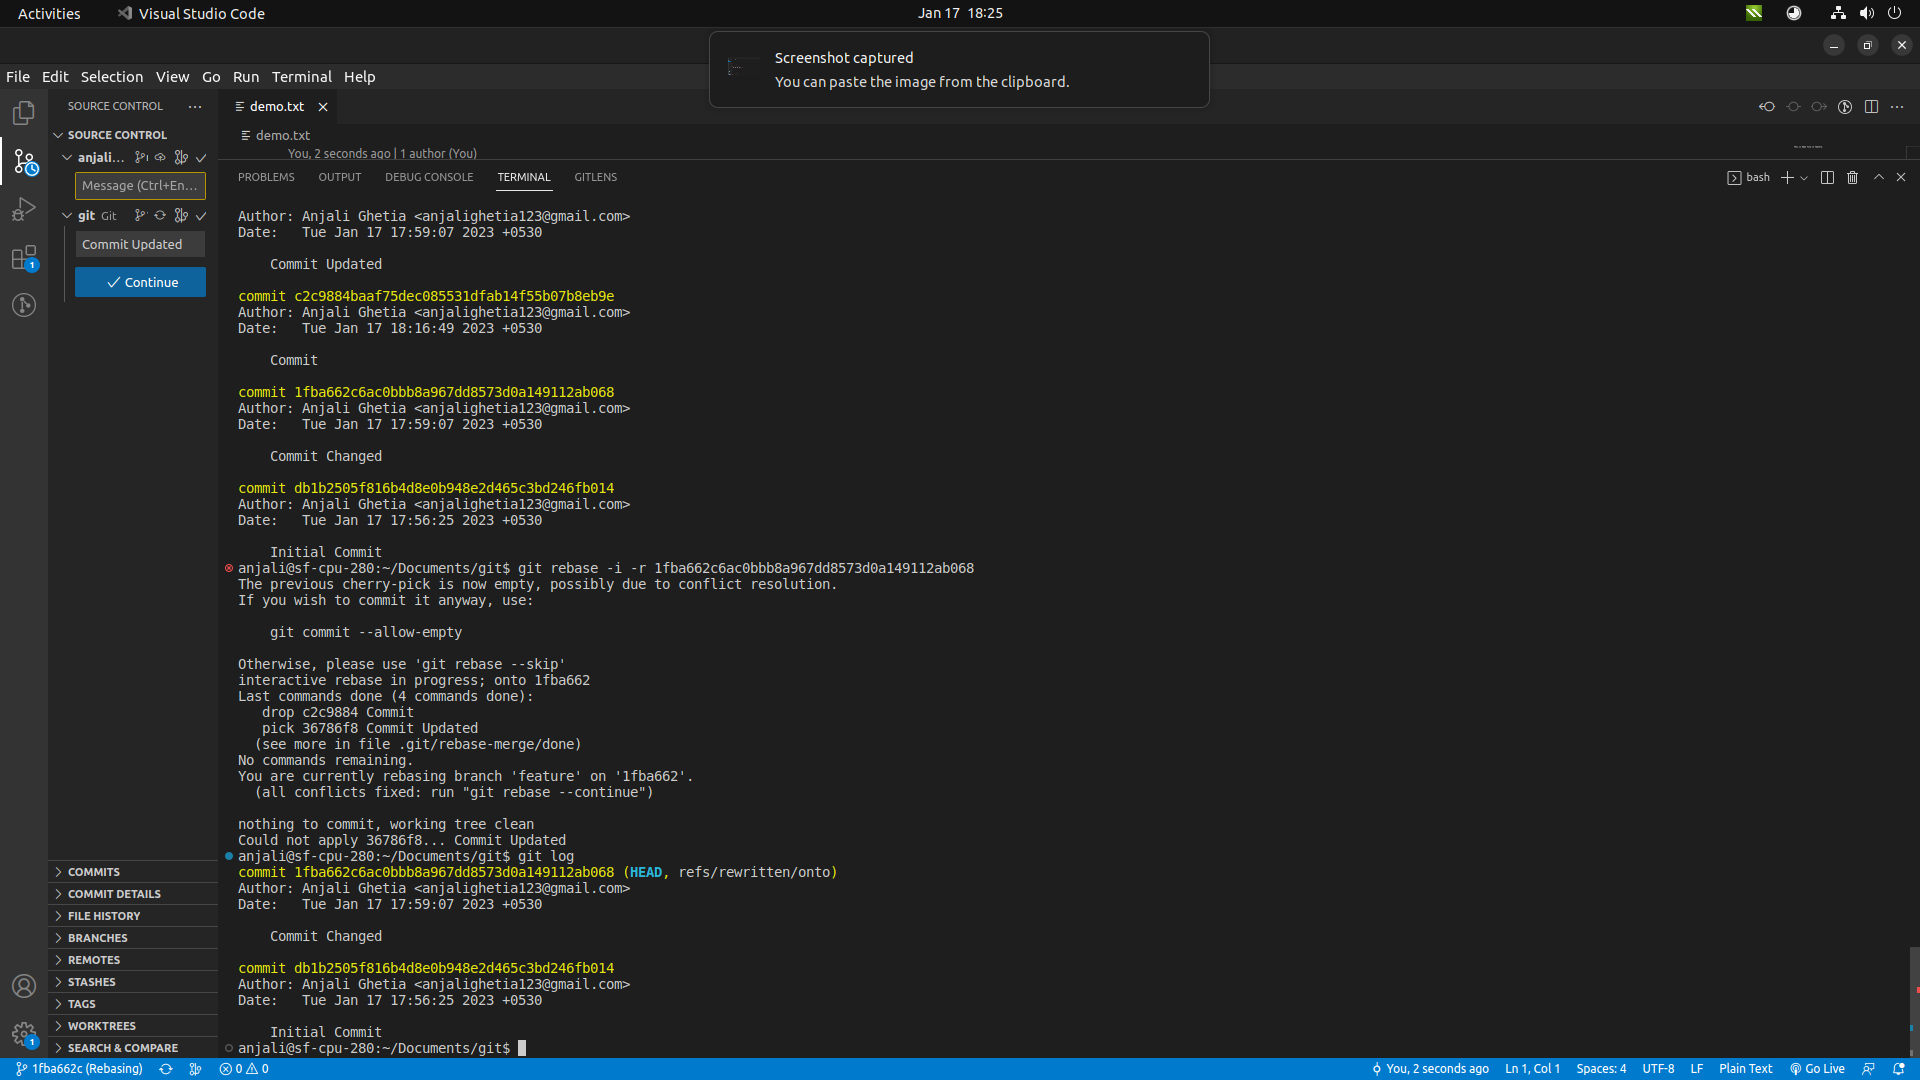 Activities
Visual Studio Code
Jan 17 18:25
Screenshot captured
You can paste the image from the clipboard.
File Edit Selection View Go Run Terminal Help
SOURCE CONTROL
demo.txt
SOURCE CONTROL
demo.txt
anjali...
You, 2 seconds ago | 1 author (You)
Message (Ctrl+En...
PROBLEMS OUTPUT DEBUG CONSOLE TERMINAL GITLENS
bash
git Git
Commit Updated
Continue
Author: Anjali Ghetia <anjalighetia123@gmail.com>
Date:   Tue Jan 17 17:59:07 2023 +0530
Commit Updated
commit c2c9884baaf75dec085531dfab14f55b07b8eb9e
Author: Anjali Ghetia <anjalighetia123@gmail.com>
Date:   Tue Jan 17 18:16:49 2023 +0530
Commit
commit 1fba662c6ac0bbb8a967dd8573d0a149112ab068
Author: Anjali Ghetia <anjalighetia123@gmail.com>
Date:   Tue Jan 17 17:59:07 2023 +0530
Commit Changed
commit db1b2505f816b4d8e0b948e2d465c3bd246fb014
Author: Anjali Ghetia <anjalighetia123@gmail.com>
Date:   Tue Jan 17 17:56:25 2023 +0530
Initial Commit
anjali@sf-cpu-280:~/Documents/git$ git rebase -i -r 1fba662c6ac0bbb8a967dd8573d0a149112ab068
The previous cherry-pick is now empty, possibly due to conflict resolution.
If you wish to commit it anyway, use:
git commit --allow-empty
Otherwise, please use 'git rebase --skip'
interactive rebase in progress; onto 1fba662
Last commands done (4 commands done):
drop c2c9884 Commit
pick 36786f8 Commit Updated
(see more in file .git/rebase-merge/done)
No commands remaining.
You are currently rebasing branch 'feature' on '1fba662'.
(all conflicts fixed: run "git rebase --continue")
nothing to commit, working tree clean
Could not apply 36786f8... Commit Updated
anjali@sf-cpu-280:~/Documents/git$ git log
commit 1fba662c6ac0bbb8a967dd8573d0a149112ab068 (HEAD, refs/rewritten/onto)
Author: Anjali Ghetia <anjalighetia123@gmail.com>
Date:   Tue Jan 17 17:59:07 2023 +0530
Commit Changed
commit db1b2505f816b4d8e0b948e2d465c3bd246fb014
Author: Anjali Ghetia <anjalighetia123@gmail.com>
Date:   Tue Jan 17 17:56:25 2023 +0530
Initial Commit
anjali@sf-cpu-280:~/Documents/git$
COMMITS
COMMIT DETAILS
FILE HISTORY
BRANCHES
REMOTES
STASHES
TAGS
WORKTREES
SEARCH & COMPARE
1
1
1fba662c (Rebasing)
0 0
You, 2 seconds ago
Ln 1, Col 1
Spaces: 4
UTF-8
LF
Plain Text
Go Live